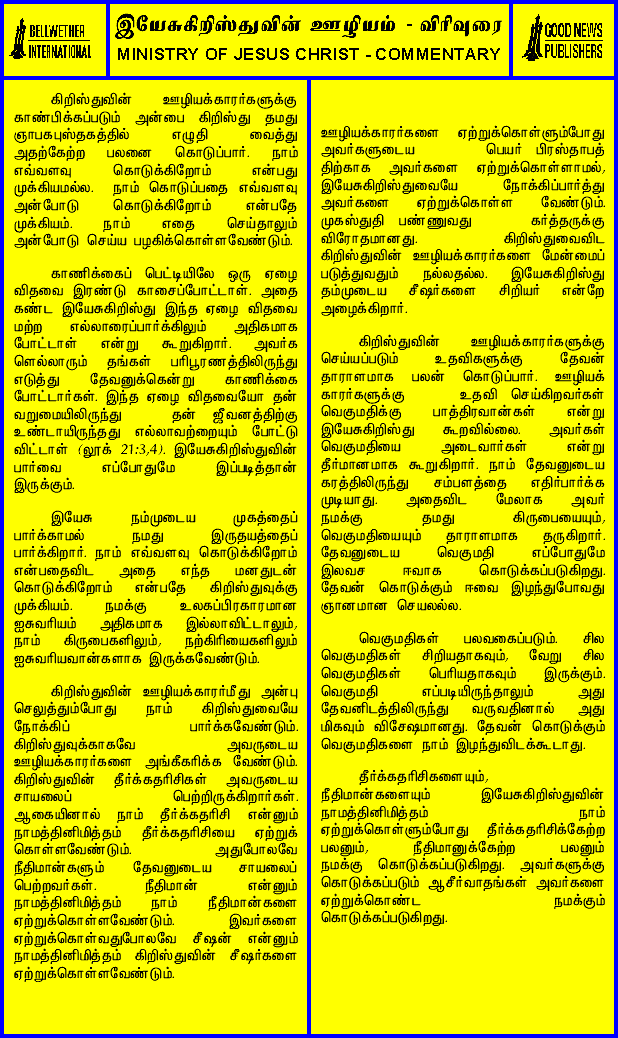 BELLWETHER
INTERNATIONAL
இயேசுகிறிஸ்துவின் ஊழியம் - விரிவுரை
MINISTRY OF JESUS CHRIST - COMMENTARY
GOOD NEWS
PUBLISHERS
கிறிஸ்துவின் ஊழியக்காரர்களுக்கு
காண்பிக்கப்படும் அன்பை கிறிஸ்து தமது
ஞாபகபுஸ்தகத்தில் எழுதி வைத்து
அதற்கேற்ற பலனை கொடுப்பார். நாம்
எவ்வளவு கொடுக்கிறோம் என்பது
முக்கியமல்ல. நாம் கொடுப்பதை எவ்வளவு
அன்போடு கொடுக்கிறோம் என்பதே
முக்கியம். நாம் எதை செய்தாலும்
அன்போடு செய்ய பழகிக்கொள்ளவேண்டும்.
காணிக்கைப் பெட்டியிலே ஒரு ஏழை
விதவை இரண்டு காசைப்போட்டாள். அதை
கண்ட இயேசுகிறிஸ்து இந்த ஏழை விதவை
மற்ற எல்லாரைப்பார்க்கிலும் அதிகமாக
போட்டாள் என்று கூறுகிறார். அவர்க
ளெல்லாரும் தங்கள் பரிபூரணத்திலிருந்து
எடுத்து தேவனுக்கென்று காணிக்கை
போட்டார்கள். இந்த ஏழை விதவையோ தன்
வறுமையிலிருந்து தன் ஜீவனத்திற்கு
உண்டாயிருந்தது எல்லாவற்றையும் போட்டு
விட்டாள் (லூக் 21:3,4). இயேசுகிறிஸ்துவின்
பார்வை எப்போதுமே இப்படித்தான்
இருக்கும்.
இயேசு நம்முடைய முகத்தைப்
பார்க்காமல் நமது இருதயத்தைப்
பார்க்கிறார். நாம் எவ்வளவு கொடுக்கிறோம்
என்பதைவிட அதை எந்த மனதுடன்
கொடுக்கிறோம் என்பதே கிறிஸ்துவுக்கு
முக்கியம். நமக்கு உலகப்பிரகாரமான
ஐசுவரியம் அதிகமாக இல்லாவிட்டாலும்,
நாம் கிருபைகளிலும், நற்கிரியைகளிலும்
ஐசுவரியவான்களாக இருக்கவேண்டும்.
கிறிஸ்துவின் ஊழியக்காரர்மீது அன்பு
செலுத்தும்போது நாம் கிறிஸ்துவையே
நோக்கிப் பார்க்கவேண்டும்.
கிறிஸ்துவுக்காகவே அவருடைய
ஊழியக்காரர்களை அங்கீகரிக்க வேண்டும்.
கிறிஸ்துவின் தீர்க்கதரிசிகள் அவருடைய
சாயலைப் பெற்றிருக்கிறார்கள்.
ஆகையினால் நாம் தீர்க்கதரிசி என்னும்
நாமத்தினிமித்தம் தீர்க்கதரிசியை ஏற்றுக்
கொள்ளவேண்டும். அதுபோலவே
நீதிமான்களும் தேவனுடைய சாயலைப்
பெற்றவர்கள். நீதிமான் என்னும்
நாமத்தினிமித்தம் நாம் நீதிமான்களை
ஏற்றுக்கொள்ளவேண்டும். இவர்களை
ஏற்றுக்கொள்வதுபோலவே சீஷன் என்னும்
நாமத்தினிமித்தம் கிறிஸ்துவின் சீஷர்களை
ஏற்றுக்கொள்ளவேண்டும்.
ஊழியக்காரர்களை ஏற்றுக்கொள்ளும்போது
அவர்களுடைய பெயர் பிரஸ்தாபத்
திற்காக அவர்களை ஏற்றுக்கொள்ளாமல்,
இயேசுகிறிஸ்துவையே நோக்கிப்பார்த்து
அவர்களை ஏற்றுக்கொள்ள வேண்டும்.
முகஸ்துதி பண்ணுவது கர்த்தருக்கு
விரோதமானது. கிறிஸ்துவைவிட
கிறிஸ்துவின் ஊழியக்காரர்களை மேன்மைப்
படுத்துவதும் நல்லதல்ல. இயேசுகிறிஸ்து
தம்முடைய சீஷர்களை சிறியர் என்றே
அழைக்கிறார்.
கிறிஸ்துவின் ஊழியக்காரர்களுக்கு
செய்யப்படும் உதவிகளுக்கு தேவன்
தாராளமாக பலன் கொடுப்பார். ஊழியக்
காரர்களுக்கு உதவி செய்கிறவர்கள்
வெகுமதிக்கு பாத்திரவான்கள் என்று
இயேசுகிறிஸ்து கூறவில்லை. அவர்கள்
வெகுமதியை அடைவார்கள் என்று
தீர்மானமாக கூறுகிறார். நாம் தேவனுடைய
கரத்திலிருந்து சம்பளத்தை எதிர்பார்க்க
முடியாது. அதைவிட மேலாக அவர்
நமக்கு தமது கிருபையையும்,
வெகுமதியையும் தாராளமாக தருகிறார்.
தேவனுடைய வெகுமதி எப்போதுமே
இலவச ஈவாக கொடுக்கப்படுகிறது.
தேவன் கொடுக்கும் ஈவை இழந்துபோவது
ஞானமான செயலல்ல.
வெகுமதிகள் பலவகைப்படும். சில
வெகுமதிகள் சிறியதாகவும், வேறு சில
வெகுமதிகள் பெரியதாகவும் இருக்கும்.
வெகுமதி எப்படியிருந்தாலும் அது
தேவனிடத்திலிருந்து வருவதினால் அது
மிகவும் விசேஷமானது. தேவன் கொடுக்கும்
வெகுமதிகளை நாம் இழந்துவிடக்கூடாது.
தீர்க்கதரிசிகளையும்,
நீதிமான்களையும் இயேசுகிறிஸ்துவின்
நாமத்தினிமித்தம் நாம்
ஏற்றுக்கொள்ளும்போது தீர்க்கதரிசிக்கேற்ற
பலனும், நீதிமானுக்கேற்ற பலனும்
நமக்கு கொடுக்கப்படுகிறது. அவர்களுக்கு
கொடுக்கப்படும் ஆசீர்வாதங்கள் அவர்களை
ஏற்றுக்கொண்ட நமக்கும்
கொடுக்கப்படுகிறது.